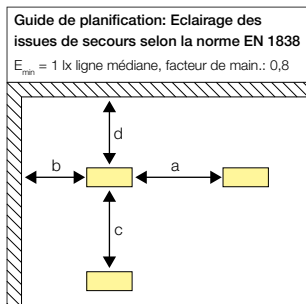 Guide de planification: Eclairage des
issues de secours selon la norme EN 1838
Emin = 1 lx ligne médiane, facteur de main.: 0,8
d
b
a
c